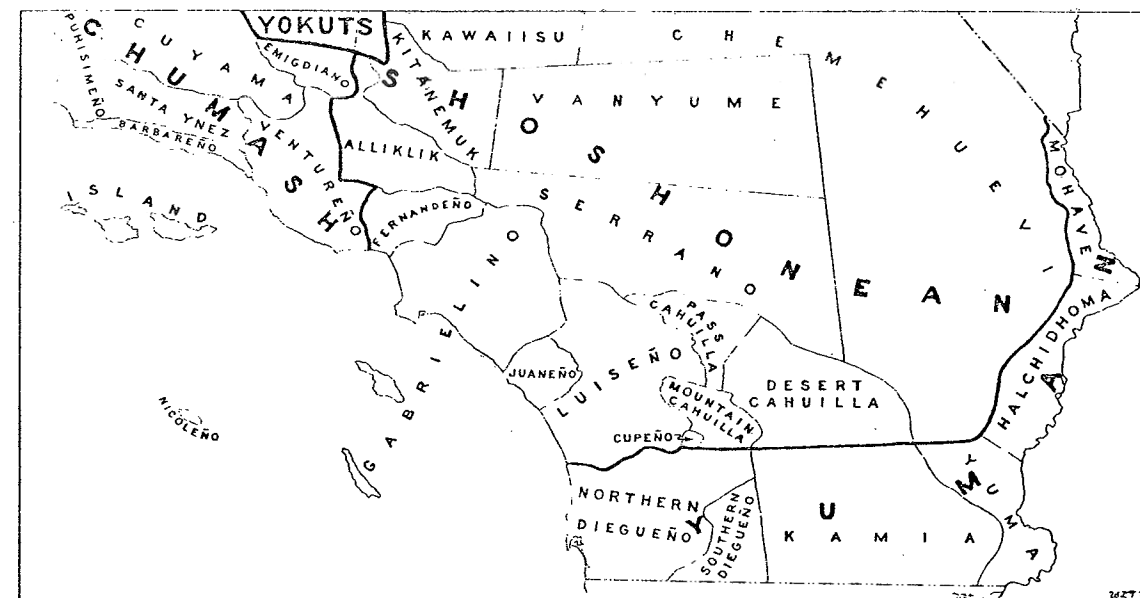 YOKUTS
CHUMASH
SHOSHONEAN
YUMAN
PURISIMEÑO
CUYAMA
EMIGDIANO
SANTA YNEZ
BARBAREÑO
VENTUREÑO
ISLAND
KITANEMUK
KAWAIISU
CHEMEHUEVI
VANYUME
ALLIKLIK
FERNANDEÑO
SERRANO
MOHAVE
HALCHIDHOMA
GABRIELINO
NICOLEÑO
JUANEÑO
LUISEÑO
PASS
CAHUILLA
MOUNTAIN
CAHUILLA
DESERT
CAHUILLA
CUPEÑO
NORTHERN
DIEGUEÑO
SOUTHERN
DIEGUEÑO
KAMIA
YUMA